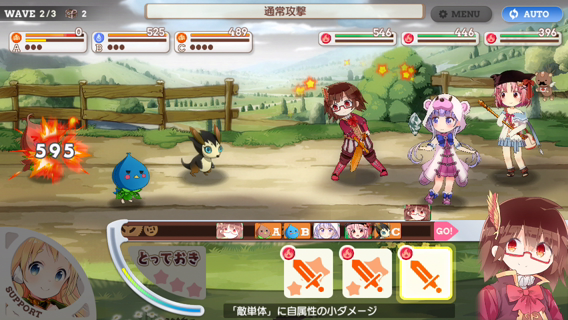 WAVE 2/3 2
通常攻撃
MENU
AUTO
0 525 489 546 446 396
A B C
595
A B C GO!
とっておき
SUPPORT
「敵単体」に自属性の小ダメージ